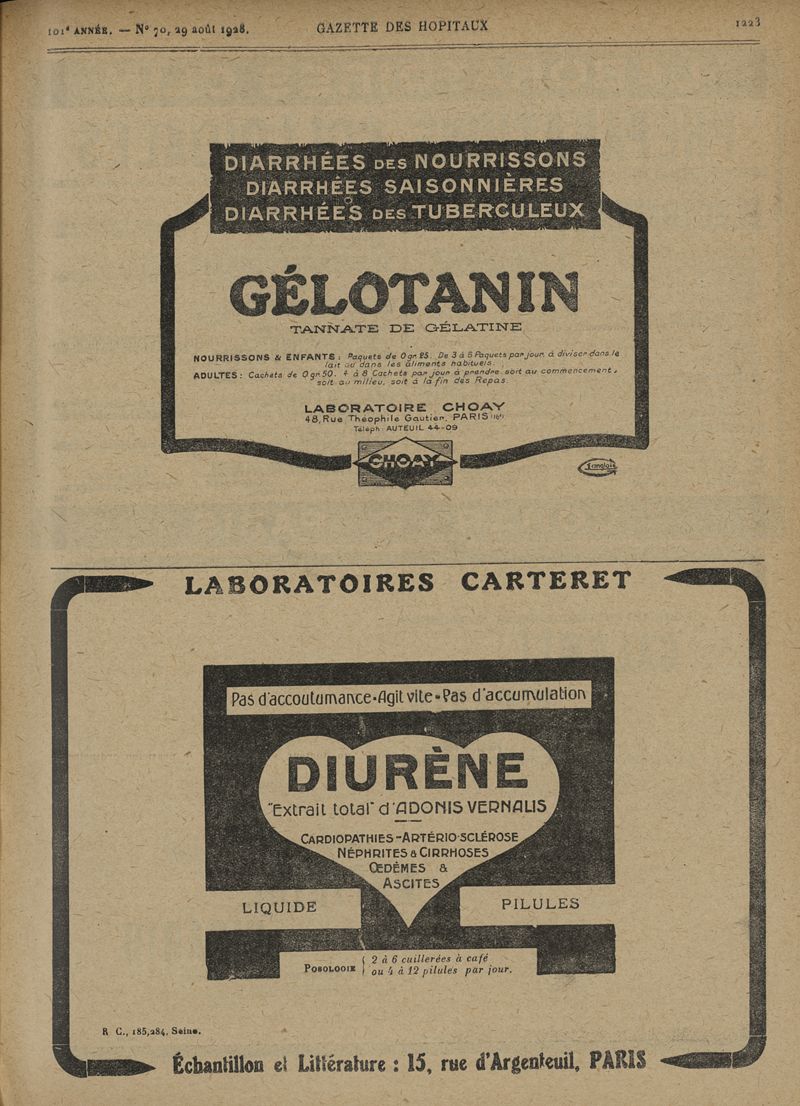 101e ANNÉE. — N° 70, 29 août 1928.
GAZETTE DES HOPITAUX
1223
DIARRHÉES DES NOURRISSONS
DIARRHÉES SAISONNIÈRES
DIARRHÉES DES TUBERCULEUX
GÉLOTANIN
TANNATE DE GÉLATINE
NOURRISSONS & ENFANTS : Paquets de 0gr.25. De 3 à 6 Paquets par jour à diviser dans le
lait ou dans les aliments habituels.
ADULTES : Cachets de 0gr.50. 4 à 8 Cachets par jour à prendre soit au commencement,
soit au milieu, soit à la fin des Repas.
LABORATOIRE CHOAY
48, Rue Théophile Gautier, PARIS (16e)
Téléph : AUTEUIL 44-09
CHOAY
Langlois
LABORATOIRES CARTERET
Pas d'accoutumance - Agit vite - Pas d'accumulation
DIURÈNE
"Extrait total" d'ADONIS VERNALIS
CARDIOPATHIES - ARTÉRIO-SCLÉROSE
NÉPHRITES & CIRRHOSES
ŒDÉMES &
ASCITES
LIQUIDE
PILULES
POSOLOGIE { 2 à 6 cuillerées à café
ou 4 à 12 pilules par jour.
R C., 185,284, Seine.
Échantillon et Littérature : 15, rue d'Argenteuil, PARIS